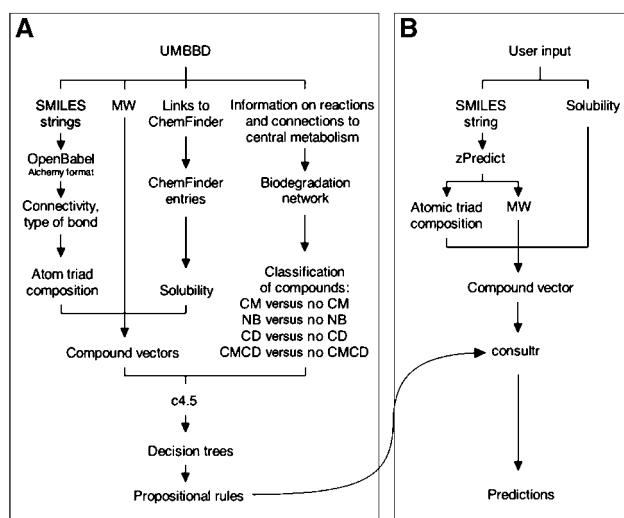 A
UMBBD
SMILES
strings
MW
Links to
ChemFinder
Information on reactions
and connections to
central metabolism
OpenBabel
Alchemy format
ChemFinder
entries
Biodegradation
network
Connectivity,
type of bond
Atom triad
composition
Solubility
Classification
of compounds:
CM versus no CM
NB versus no NB
CD versus no CD
CMCD versus no CMCD
Compound vectors
c4.5
Decision trees
Propositional rules
B
User input
SMILES
string
Solubility
zPredict
Atomic triad
composition
MW
Compound vector
consultr
Predictions